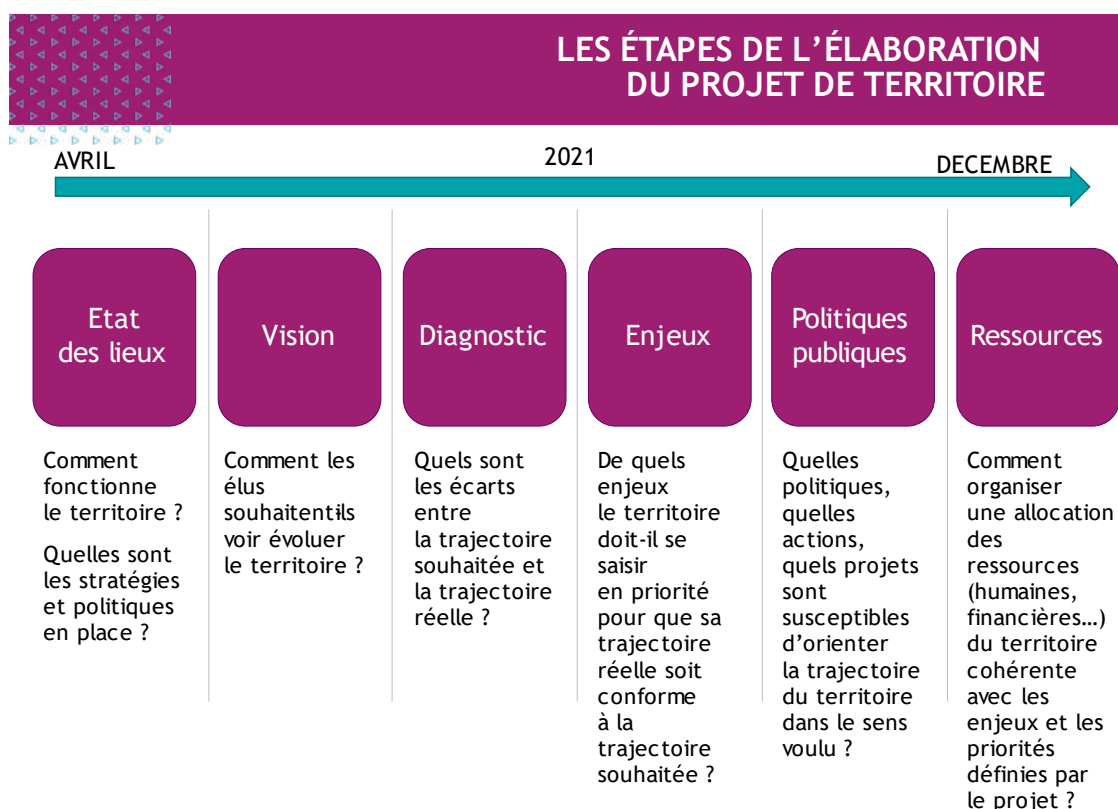 LES ÉTAPES DE L’ÉLABORATION
DU PROJET DE TERRITOIRE
AVRIL
2021
DECEMBRE
Etat
des lieux
Vision
Diagnostic
Enjeux
Politiques
publiques
Ressources
Comment
fonctionne
le territoire ?
Quelles sont
les stratégies
et politiques
en place ?
Comment les
élus
souhaitent-ils
voir évoluer
le territoire ?
Quels sont
les écarts
entre
la trajectoire
souhaitée et
la trajectoire
réelle ?
De quels
enjeux
le territoire
doit-il se
saisir
en priorité
pour que sa
trajectoire
réelle soit
conforme
à la
trajectoire
souhaitée ?
Quelles
politiques,
quelles
actions,
quels projets
sont
susceptibles
d’orienter
la trajectoire
du territoire
dans le sens
voulu ?
Comment
organiser
une allocation
des
ressources
(humaines,
financières…)
du territoire
cohérente
avec les
enjeux et les
priorités
définies par
le projet ?